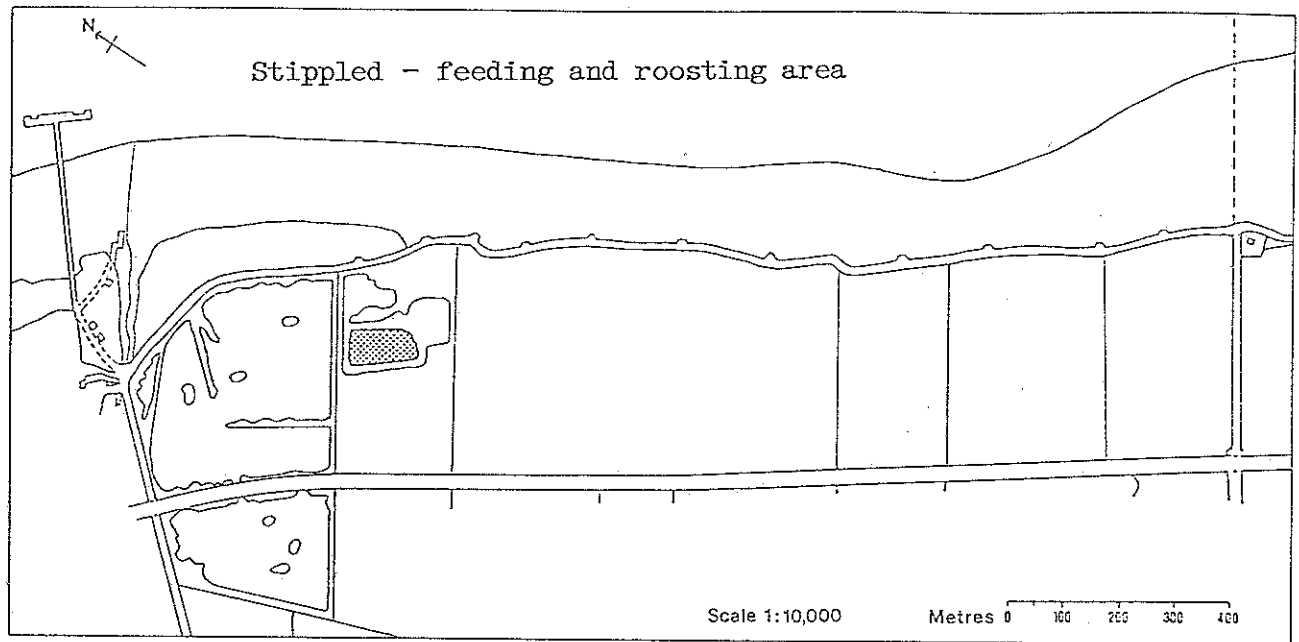 N
Stippled - feeding and roosting area
Scale 1:10,000
Metres 0 100 200 300 400